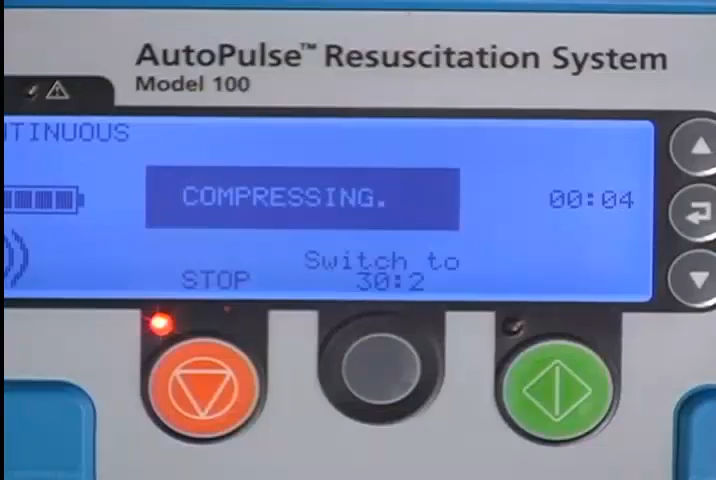 AutoPulse™ Resuscitation System
Model 100
TINUOUS
COMPRESSING.
00:04
Switch to
STOP 30:2